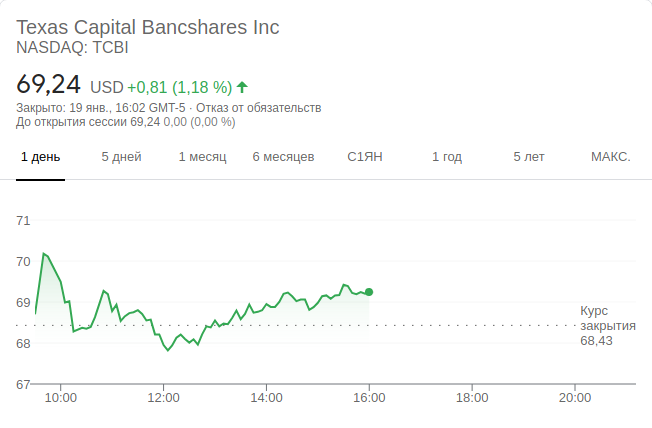 Texas Capital Bancshares Inc
NASDAQ: TCBI
69,24 USD +0,81 (1,18 %)
Закрыто: 19 янв., 16:02 GMT-5 · Отказ от обязательств
До открытия сессии 69,24 0,00 (0,00 %)
1 день 5 дней 1 месяц 6 месяцев С1ЯН 1 год 5 лет МАКС.
71
70
69
Курс
закрытия
68,43
68
67
10:00 12:00 14:00 16:00 18:00 20:00